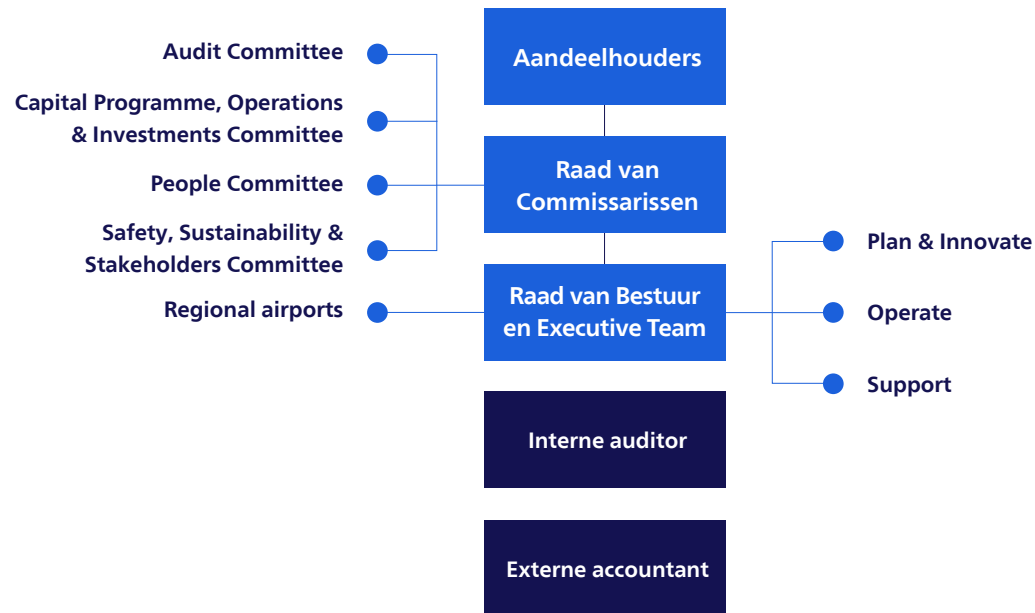 Audit Committee
Capital Programme, Operations
& Investments Committee
People Committee
Safety, Sustainability &
Stakeholders Committee
Regional airports
Aandeelhouders
Raad van
Commissarissen
Raad van Bestuur
en Executive Team
Interne auditor
Externe accountant
Plan & Innovate
Operate
Support